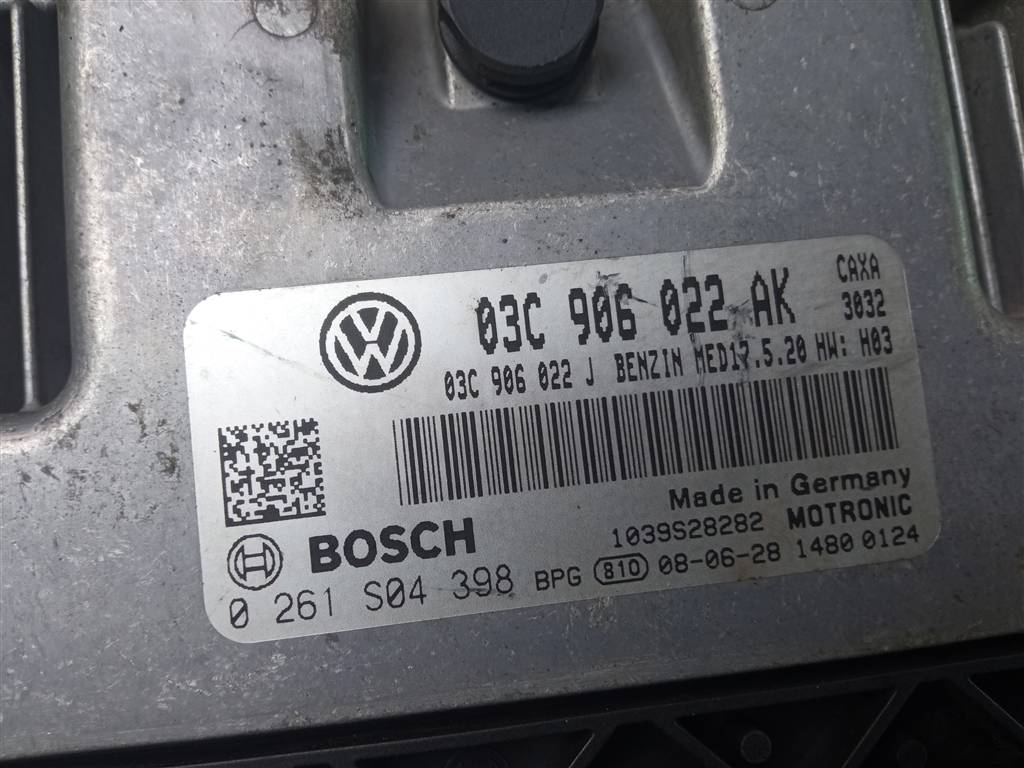 03C 906 022 AK
CAXA
3032
03C 906 022 J BENZIN MED17.5.20 HW: H03
Made in Germany
BOSCH
1039S28282 MOTRONIC
0 261 S04 398 BPG 810 08-06-28 1480 0124